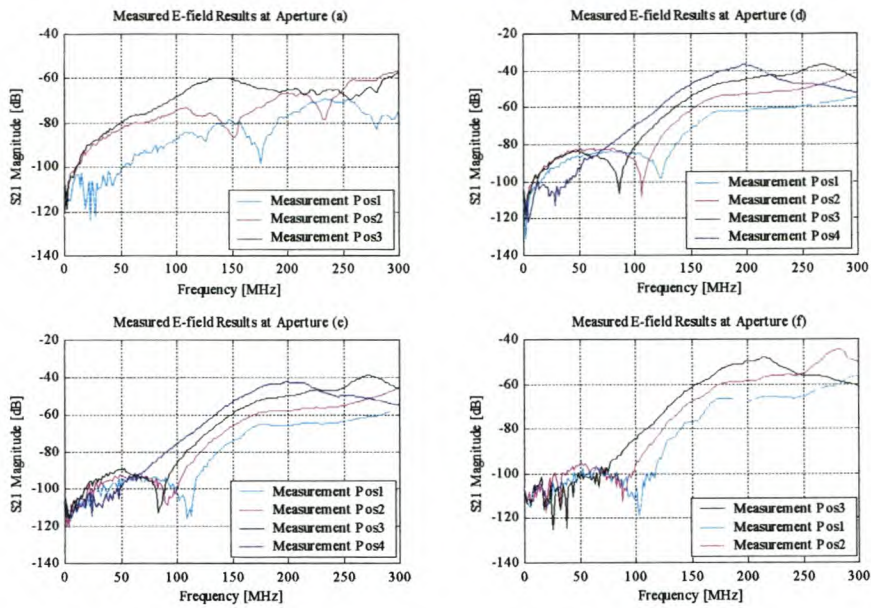 Measured E-field Results at Aperture (a)
-40
-60
-80
-100
-120
-140
S21 Magnitude [dB]
0 50 100 150 200 250 300
Frequency [MHz]
Measurement Pos1
Measurement Pos2
Measurement Pos3
Measured E-field Results at Aperture (d)
-20
-40
-60
-80
-100
-120
-140
S21 Magnitude [dB]
0 50 100 150 200 250 300
Frequency [MHz]
Measurement Pos1
Measurement Pos2
Measurement Pos3
Measurement Pos4
Measured E-field Results at Aperture (e)
-20
-40
-60
-80
-100
-120
-140
S21 Magnitude [dB]
0 50 100 150 200 250 300
Frequency [MHz]
Measurement Pos1
Measurement Pos2
Measurement Pos3
Measurement Pos4
Measured E-field Results at Aperture (f)
-40
-60
-80
-100
-120
-140
S21 Magnitude [dB]
0 50 100 150 200 250 300
Frequency [MHz]
Measurement Pos3
Measurement Pos1
Measurement Pos2